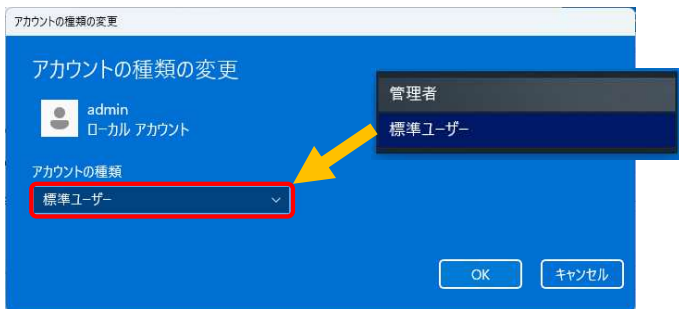 アカウントの種類の変更
アカウントの種類の変更
admin
ローカル アカウント
管理者
標準ユーザー
アカウントの種類
標準ユーザー
OK
キャンセル